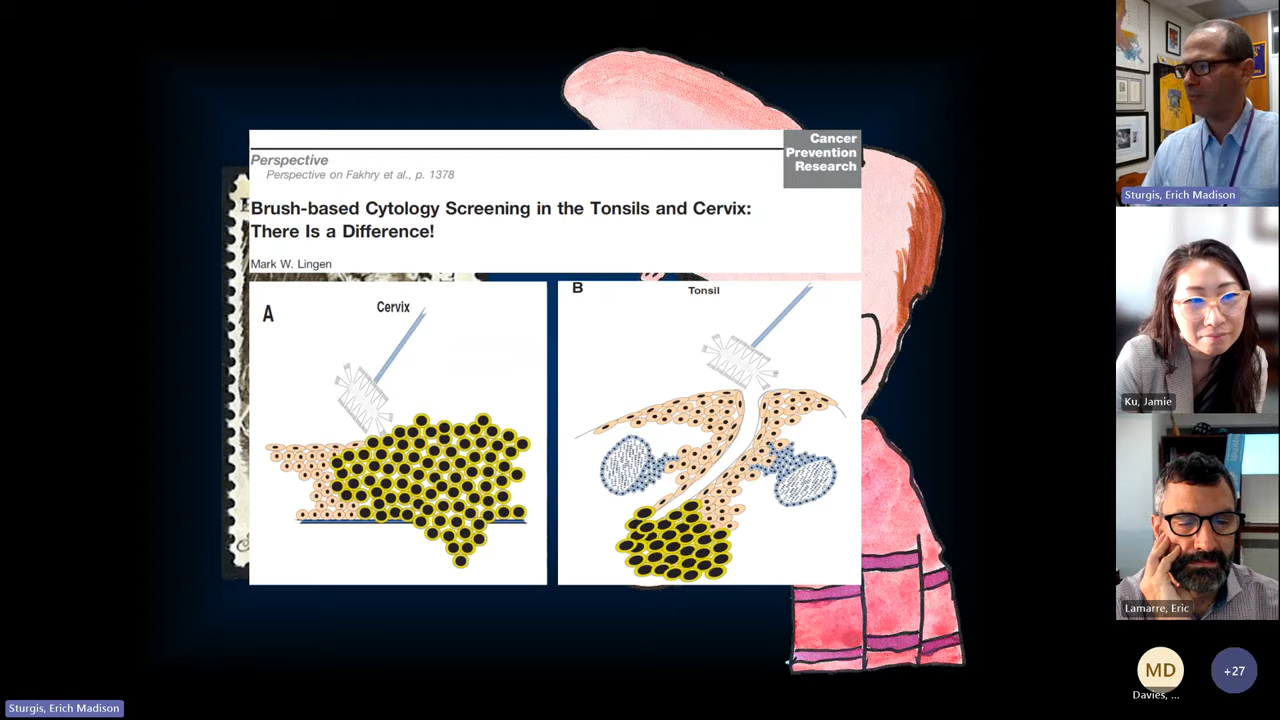 Cancer
Prevention
Research
Perspective
Perspective on Fakhry et al., p. 1378
Brush-based Cytology Screening in the Tonsils and Cervix:
There Is a Difference!
Mark W. Lingen
A
Cervix
B
Tonsil
Sturgis, Erich Madison
Ku, Jamie
Lamarre, Eric
MD
+27
Davies, ...
Sturgis, Erich Madison